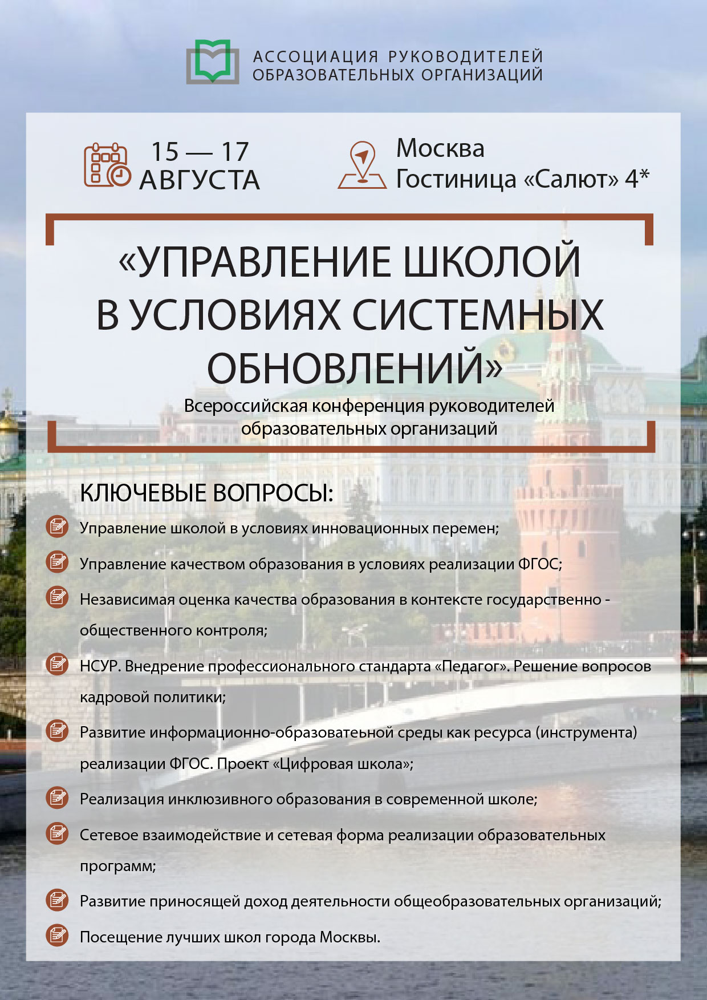 АССОЦИАЦИЯ РУКОВОДИТЕЛЕЙ
ОБРАЗОВАТЕЛЬНЫХ ОРГАНИЗАЦИЙ
15 — 17
АВГУСТА
Москва
Гостиница «Салют» 4*
«УПРАВЛЕНИЕ ШКОЛОЙ
В УСЛОВИЯХ СИСТЕМНЫХ
ОБНОВЛЕНИЙ»
Всероссийская конференция руководителей
образовательных организаций
КЛЮЧЕВЫЕ ВОПРОСЫ:
Управление школой в условиях инновационных перемен;
Управление качеством образования в условиях реализации ФГОС;
Независимая оценка качества образования в контексте государственно -
общественного контроля;
НСУР. Внедрение профессионального стандарта «Педагог». Решение вопросов
кадровой политики;
Развитие информационно-образоватеьной среды как ресурса (инструмента)
реализации ФГОС. Проект «Цифровая школа»;
Реализация инклюзивного образования в современной школе;
Сетевое взаимодействие и сетевая форма реализации образовательных
программ;
Развитие приносящей доход деятельности общеобразовательных организаций;
Посещение лучших школ города Москвы.